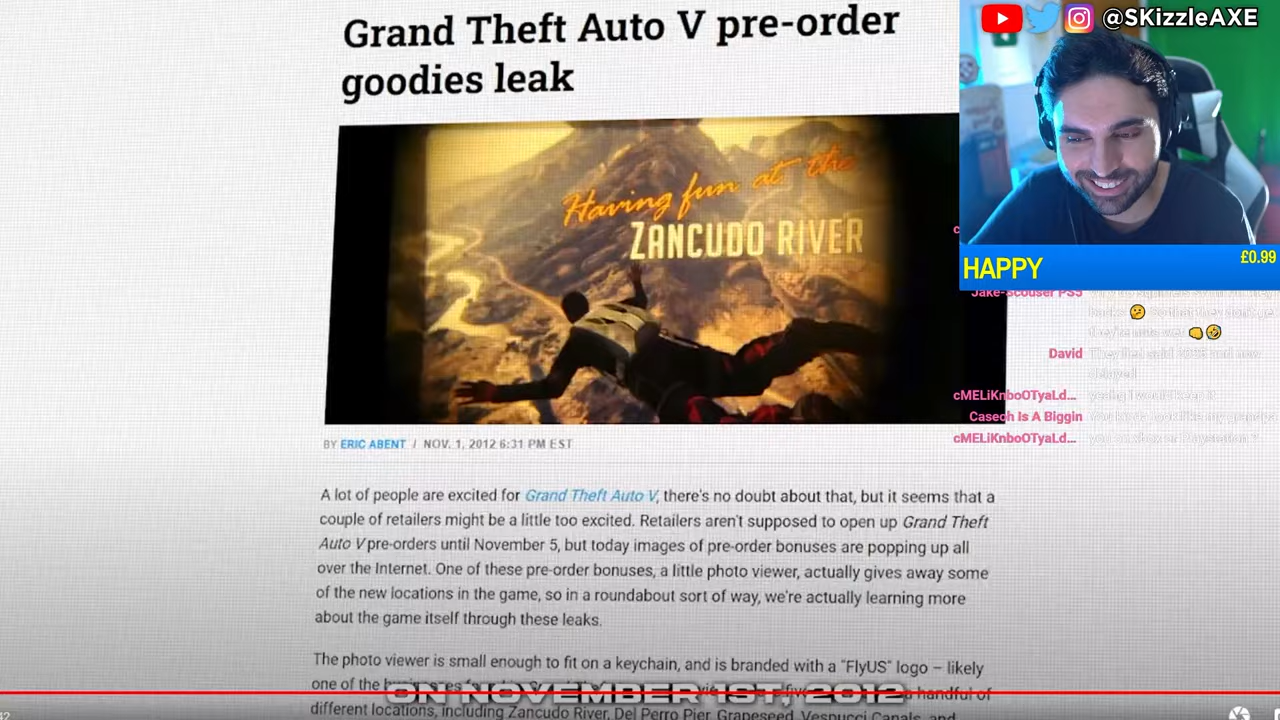 Grand Theft Auto V pre-order
goodies leak
@SKizzleAXE
Having fun at the
ZANCUDO RIVER
HAPPY
£0.99
Jake-Scouser PS5
David
cMELiKnboOTyaLd...
Caseoh Is A Biggin
cMELiKnboOTyaLd...
BY ERIC ABENT / NOV. 1, 2012 6:31 PM EST
A lot of people are excited for Grand Theft Auto V, there's no doubt about that, but it seems that a
couple of retailers might be a little too excited. Retailers aren't supposed to open up Grand Theft
Auto V pre-orders until November 5, but today images of pre-order bonuses are popping up all
over the Internet. One of these pre-order bonuses, a little photo viewer, actually gives away some
of the new locations in the game, so in a roundabout sort of way, we're actually learning more
about the game itself through these leaks.
The photo viewer is small enough to fit on a keychain, and is branded with a "FlyUS" logo – likely
one of the handful of
ON NOVEMBER 1ST, 2012
different locations, including Zancudo River, Del Perro Pier, Grapeseed, Vespucci Canals, and